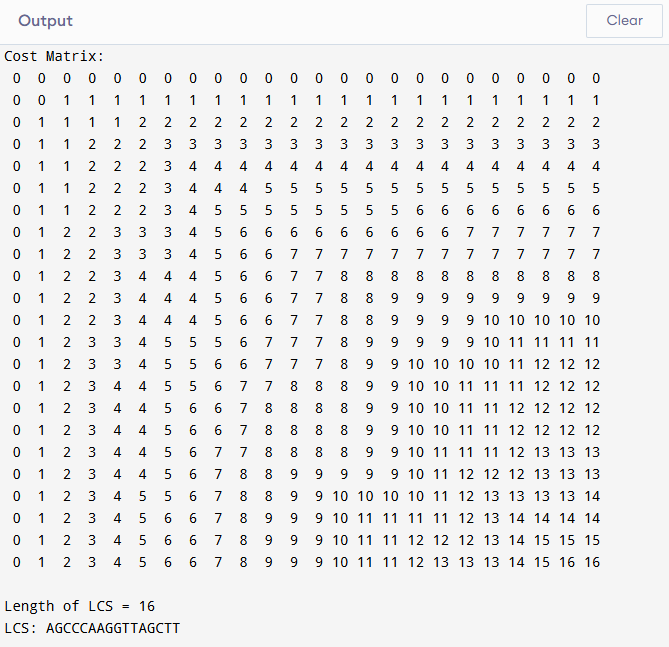 Output
Clear
Cost Matrix:
0 0 0 0 0 0 0 0 0 0 0 0 0 0 0 0 0 0 0 0 0 0 0 0
0 0 1 1 1 1 1 1 1 1 1 1 1 1 1 1 1 1 1 1 1 1 1 1
0 1 1 1 1 2 2 2 2 2 2 2 2 2 2 2 2 2 2 2 2 2 2 2
0 1 1 2 2 2 3 3 3 3 3 3 3 3 3 3 3 3 3 3 3 3 3 3
0 1 1 2 2 2 3 4 4 4 4 4 4 4 4 4 4 4 4 4 4 4 4 4
0 1 1 2 2 2 3 4 4 4 5 5 5 5 5 5 5 5 5 5 5 5 5 5
0 1 1 2 2 2 3 4 5 5 5 5 5 5 5 5 6 6 6 6 6 6 6 6
0 1 2 2 3 3 3 4 5 6 6 6 6 6 6 6 6 6 7 7 7 7 7 7
0 1 2 2 3 3 3 4 5 6 6 7 7 7 7 7 7 7 7 7 7 7 7 7
0 1 2 2 3 4 4 4 5 6 6 7 7 8 8 8 8 8 8 8 8 8 8 8
0 1 2 2 3 4 4 4 5 6 6 7 7 8 8 9 9 9 9 9 9 9 9 9
0 1 2 2 3 4 4 4 5 6 6 7 7 8 8 9 9 9 9 10 10 10 10 10
0 1 2 3 3 4 5 5 5 6 7 7 7 8 9 9 9 9 9 10 11 11 11 11
0 1 2 3 3 4 5 5 6 6 7 7 7 8 9 9 10 10 10 10 11 12 12 12
0 1 2 3 4 4 5 5 6 7 7 8 8 8 9 9 10 10 11 11 11 12 12 12
0 1 2 3 4 4 5 6 6 7 8 8 8 8 9 9 10 10 11 11 12 12 12 12
0 1 2 3 4 4 5 6 6 7 8 8 8 8 9 9 10 10 11 11 12 12 12 12
0 1 2 3 4 4 5 6 7 7 8 8 8 8 9 9 10 11 11 11 12 13 13 13
0 1 2 3 4 4 5 6 7 8 8 9 9 9 9 9 10 11 12 12 12 13 13 13
0 1 2 3 4 5 5 6 7 8 8 9 9 10 10 10 10 11 12 13 13 13 13 14
0 1 2 3 4 5 6 6 7 8 9 9 9 10 11 11 11 11 12 13 14 14 14 14
0 1 2 3 4 5 6 6 7 8 9 9 9 10 11 11 12 12 12 13 14 15 15 15
0 1 2 3 4 5 6 6 7 8 9 9 9 10 11 11 12 13 13 13 14 15 16 16
Length of LCS = 16
LCS: AGCCCAAGGTTAGCTT